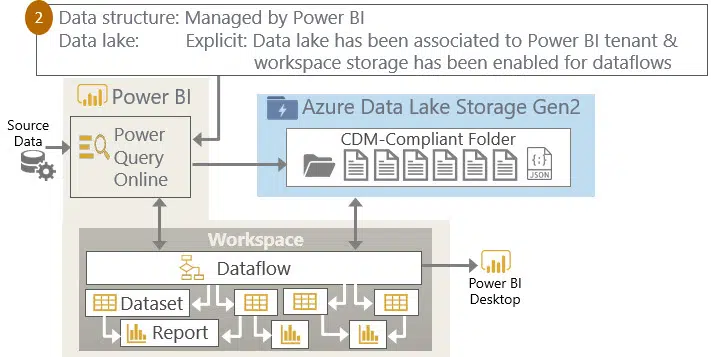 2
Data structure: Managed by Power BI
Data lake: Explicit: Data lake has been associated to Power BI tenant &
workspace storage has been enabled for dataflows
Power BI
Azure Data Lake Storage Gen2
Source
Data
Power
Query
Online
CDM-Compliant Folder
{:}
JSON
Workspace
Dataflow
Power BI
Desktop
Dataset
Report